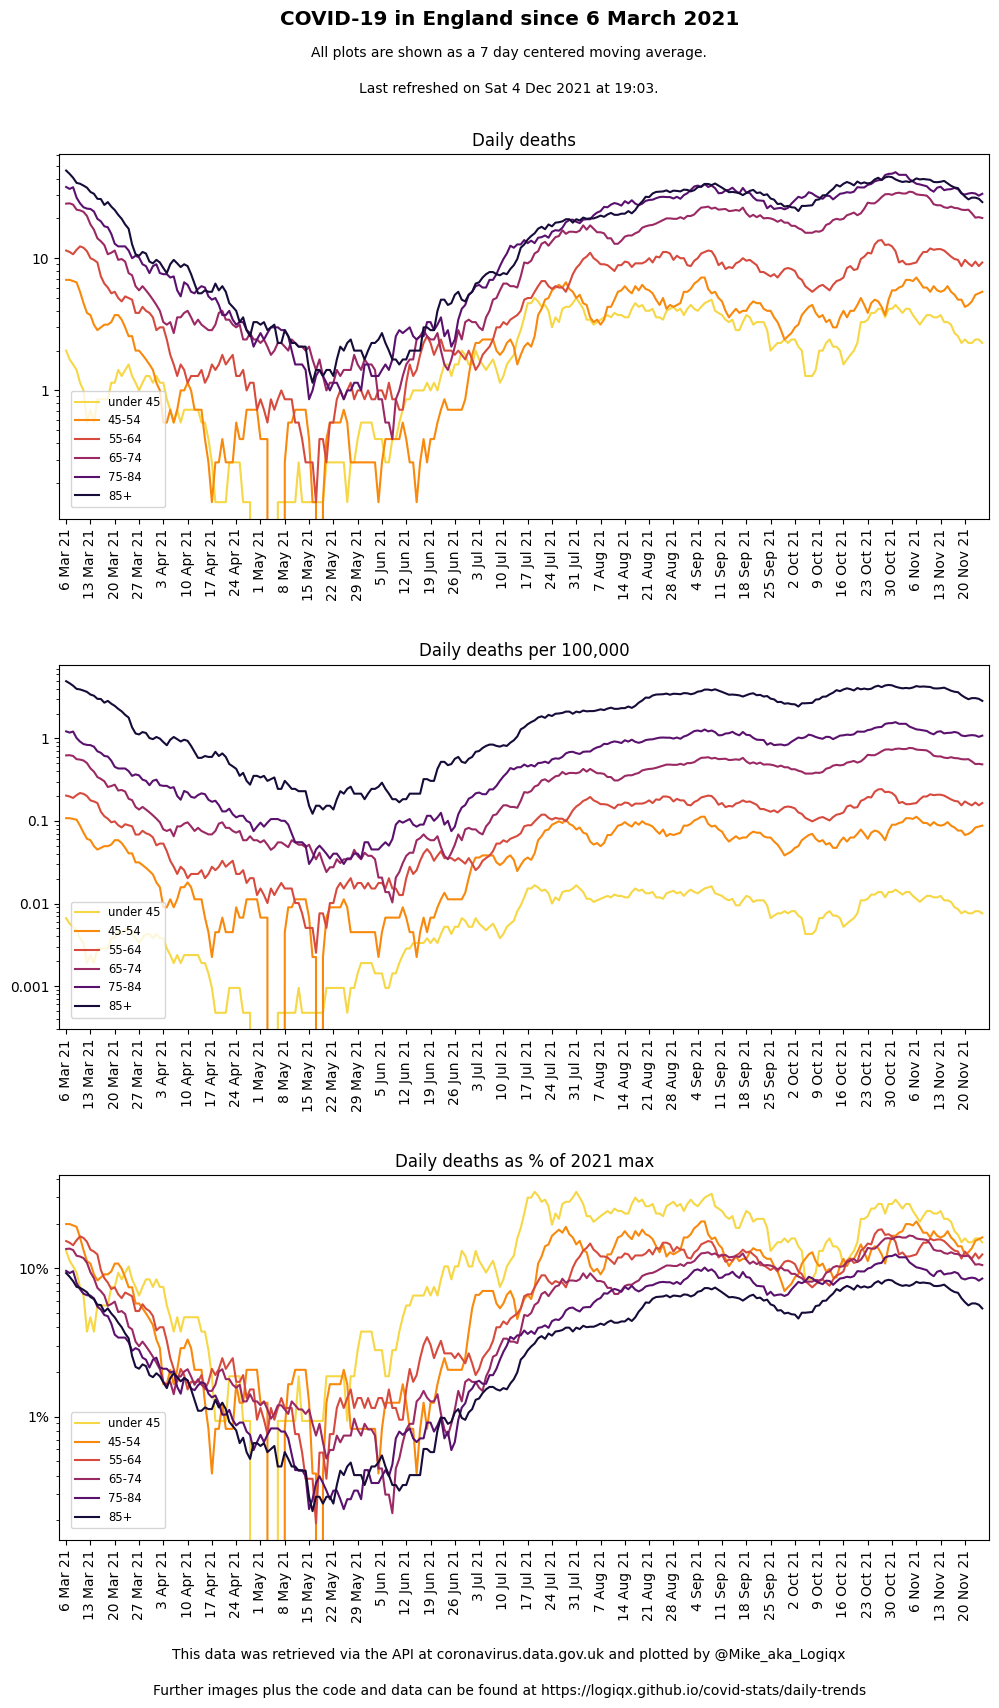 COVID-19 in England since 6 March 2021
All plots are shown as a 7 day centered moving average.
Last refreshed on Sat 4 Dec 2021 at 19:03.
Daily deaths
10
1
under 45
45-54
55-64
65-74
75-84
85+
6 Mar 21
13 Mar 21
20 Mar 21
27 Mar 21
3 Apr 21
10 Apr 21
17 Apr 21
24 Apr 21
1 May 21
8 May 21
15 May 21
22 May 21
29 May 21
5 Jun 21
12 Jun 21
19 Jun 21
26 Jun 21
3 Jul 21
10 Jul 21
17 Jul 21
24 Jul 21
31 Jul 21
7 Aug 21
14 Aug 21
21 Aug 21
28 Aug 21
4 Sep 21
11 Sep 21
18 Sep 21
25 Sep 21
2 Oct 21
9 Oct 21
16 Oct 21
23 Oct 21
30 Oct 21
6 Nov 21
13 Nov 21
20 Nov 21
Daily deaths per 100,000
1
0.1
0.01
0.001
under 45
45-54
55-64
65-74
75-84
85+
6 Mar 21
13 Mar 21
20 Mar 21
27 Mar 21
3 Apr 21
10 Apr 21
17 Apr 21
24 Apr 21
1 May 21
8 May 21
15 May 21
22 May 21
29 May 21
5 Jun 21
12 Jun 21
19 Jun 21
26 Jun 21
3 Jul 21
10 Jul 21
17 Jul 21
24 Jul 21
31 Jul 21
7 Aug 21
14 Aug 21
21 Aug 21
28 Aug 21
4 Sep 21
11 Sep 21
18 Sep 21
25 Sep 21
2 Oct 21
9 Oct 21
16 Oct 21
23 Oct 21
30 Oct 21
6 Nov 21
13 Nov 21
20 Nov 21
Daily deaths as % of 2021 max
10%
1%
under 45
45-54
55-64
65-74
75-84
85+
6 Mar 21
13 Mar 21
20 Mar 21
27 Mar 21
3 Apr 21
10 Apr 21
17 Apr 21
24 Apr 21
1 May 21
8 May 21
15 May 21
22 May 21
29 May 21
5 Jun 21
12 Jun 21
19 Jun 21
26 Jun 21
3 Jul 21
10 Jul 21
17 Jul 21
24 Jul 21
31 Jul 21
7 Aug 21
14 Aug 21
21 Aug 21
28 Aug 21
4 Sep 21
11 Sep 21
18 Sep 21
25 Sep 21
2 Oct 21
9 Oct 21
16 Oct 21
23 Oct 21
30 Oct 21
6 Nov 21
13 Nov 21
20 Nov 21
This data was retrieved via the API at coronavirus.data.gov.uk and plotted by @Mike_aka_Logiqx
Further images plus the code and data can be found at https://logiqx.github.io/covid-stats/daily-trends